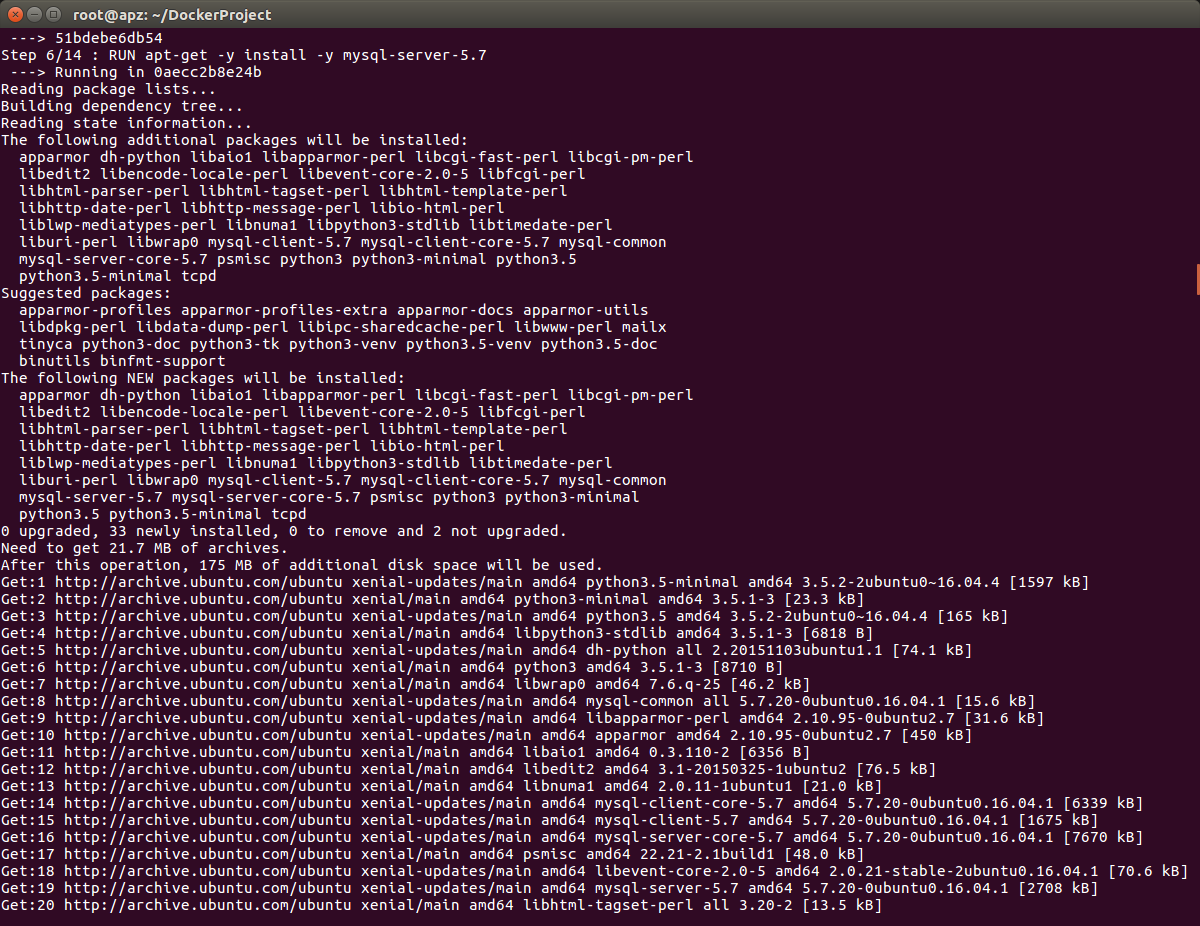 root@apz: ~/DockerProject
 ---> 51bdebe6db54
Step 6/14 : RUN apt-get -y install -y mysql-server-5.7
 ---> Running in 0aecc2b8e24b
Reading package lists...
Building dependency tree...
Reading state information...
The following additional packages will be installed:
  apparmor dh-python libaio1 libapparmor-perl libcgi-fast-perl libcgi-pm-perl
  libedit2 libencode-locale-perl libevent-core-2.0-5 libfcgi-perl
  libhtml-parser-perl libhtml-tagset-perl libhtml-template-perl
  libhttp-date-perl libhttp-message-perl libio-html-perl
  liblwp-mediatypes-perl libnuma1 libpython3-stdlib libtimedate-perl
  liburi-perl libwrap0 mysql-client-5.7 mysql-client-core-5.7 mysql-common
  mysql-server-core-5.7 psmisc python3 python3-minimal python3.5
  python3.5-minimal tcpd
Suggested packages:
  apparmor-profiles apparmor-profiles-extra apparmor-docs apparmor-utils
  libdpkg-perl libdata-dump-perl libipc-sharedcache-perl libwww-perl mailx
  tinyca python3-doc python3-tk python3-venv python3.5-venv python3.5-doc
  binutils binfmt-support
The following NEW packages will be installed:
  apparmor dh-python libaio1 libapparmor-perl libcgi-fast-perl libcgi-pm-perl
  libedit2 libencode-locale-perl libevent-core-2.0-5 libfcgi-perl
  libhtml-parser-perl libhtml-tagset-perl libhtml-template-perl
  libhttp-date-perl libhttp-message-perl libio-html-perl
  liblwp-mediatypes-perl libnuma1 libpython3-stdlib libtimedate-perl
  liburi-perl libwrap0 mysql-client-5.7 mysql-client-core-5.7 mysql-common
  mysql-server-5.7 mysql-server-core-5.7 psmisc python3 python3-minimal
  python3.5 python3.5-minimal tcpd
0 upgraded, 33 newly installed, 0 to remove and 2 not upgraded.
Need to get 21.7 MB of archives.
After this operation, 175 MB of additional disk space will be used.
Get:1 http://archive.ubuntu.com/ubuntu xenial-updates/main amd64 python3.5-minimal amd64 3.5.2-2ubuntu0~16.04.4 [1597 kB]
Get:2 http://archive.ubuntu.com/ubuntu xenial/main amd64 python3-minimal amd64 3.5.1-3 [23.3 kB]
Get:3 http://archive.ubuntu.com/ubuntu xenial-updates/main amd64 python3.5 amd64 3.5.2-2ubuntu0~16.04.4 [165 kB]
Get:4 http://archive.ubuntu.com/ubuntu xenial/main amd64 libpython3-stdlib amd64 3.5.1-3 [6818 B]
Get:5 http://archive.ubuntu.com/ubuntu xenial-updates/main amd64 dh-python all 2.20151103ubuntu1.1 [74.1 kB]
Get:6 http://archive.ubuntu.com/ubuntu xenial/main amd64 python3 amd64 3.5.1-3 [8710 B]
Get:7 http://archive.ubuntu.com/ubuntu xenial/main amd64 libwrap0 amd64 7.6.q-25 [46.2 kB]
Get:8 http://archive.ubuntu.com/ubuntu xenial-updates/main amd64 mysql-common all 5.7.20-0ubuntu0.16.04.1 [15.6 kB]
Get:9 http://archive.ubuntu.com/ubuntu xenial-updates/main amd64 libapparmor-perl amd64 2.10.95-0ubuntu2.7 [31.6 kB]
Get:10 http://archive.ubuntu.com/ubuntu xenial-updates/main amd64 apparmor amd64 2.10.95-0ubuntu2.7 [450 kB]
Get:11 http://archive.ubuntu.com/ubuntu xenial/main amd64 libaio1 amd64 0.3.110-2 [6356 B]
Get:12 http://archive.ubuntu.com/ubuntu xenial/main amd64 libedit2 amd64 3.1-20150325-1ubuntu2 [76.5 kB]
Get:13 http://archive.ubuntu.com/ubuntu xenial/main amd64 libnuma1 amd64 2.0.11-1ubuntu1 [21.0 kB]
Get:14 http://archive.ubuntu.com/ubuntu xenial-updates/main amd64 mysql-client-core-5.7 amd64 5.7.20-0ubuntu0.16.04.1 [6339 kB]
Get:15 http://archive.ubuntu.com/ubuntu xenial-updates/main amd64 mysql-client-5.7 amd64 5.7.20-0ubuntu0.16.04.1 [1675 kB]
Get:16 http://archive.ubuntu.com/ubuntu xenial-updates/main amd64 mysql-server-core-5.7 amd64 5.7.20-0ubuntu0.16.04.1 [7670 kB]
Get:17 http://archive.ubuntu.com/ubuntu xenial/main amd64 psmisc amd64 22.21-2.1build1 [48.0 kB]
Get:18 http://archive.ubuntu.com/ubuntu xenial-updates/main amd64 libevent-core-2.0-5 amd64 2.0.21-stable-2ubuntu0.16.04.1 [70.6 kB]
Get:19 http://archive.ubuntu.com/ubuntu xenial-updates/main amd64 mysql-server-5.7 amd64 5.7.20-0ubuntu0.16.04.1 [2708 kB]
Get:20 http://archive.ubuntu.com/ubuntu xenial/main amd64 libhtml-tagset-perl all 3.20-2 [13.5 kB]